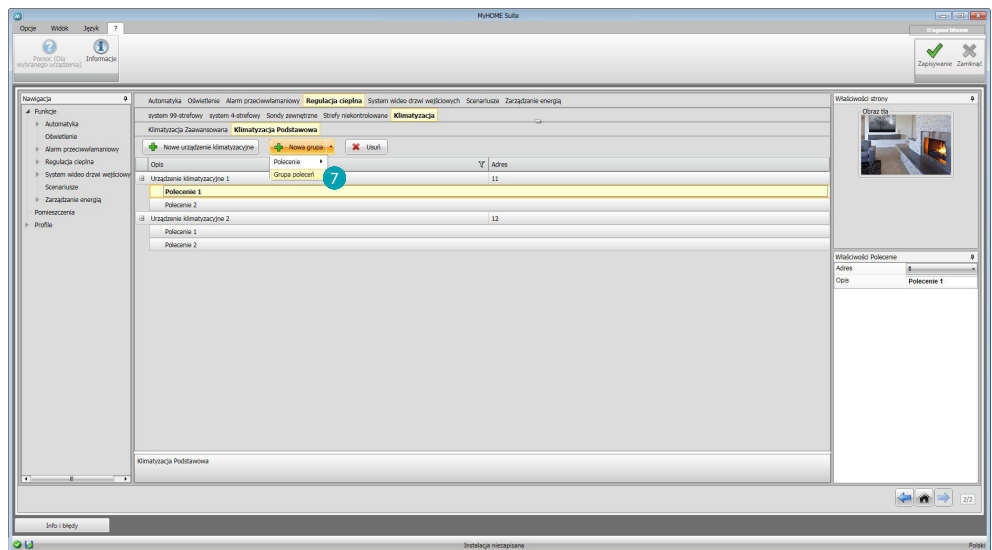 MyHOME Suite
Opcje Widok Język ?
Pomoc (Dla wybranego urządzenia)
Informacje
Zapisywanie Zamknąć
Nawigacja
Funkcje
Automatyka
Oświetlenie
Alarm przeciwwłamaniowy
Regulacja cieplna
System wideo drzwi wejściowy
Scenariusze
Zarządzanie energią
Pomieszczenia
Profile
Automatyka Oświetlenie Alarm przeciwwłamaniowy Regulacja cieplna System wideo drzwi wejściowych Scenariusze Zarządzanie energią
system 99-strefowy system 4-strefowy Sondy zewnętrzne Strefy niekontrolowane Klimatyzacja
Klimatyzacja Zaawansowana Klimatyzacja Podstawowa
Nowe urządzenie klimatyzacyjne Nowa grupa Usuń
Polecenie
Grupa poleceń
7
Opis Adres
Urządzenie klimatyzacyjne 1 11
Polecenie 1
Polecenie 2
Urządzenie klimatyzacyjne 2 12
Polecenie 1
Polecenie 2
Klimatyzacja Podstawowa
Właściwości strony
Obraz tła
Właściwości Polecenie
Adres 1
Opis Polecenie 1
2/2
Info i błędy
Instalacja niezapisana
Polski